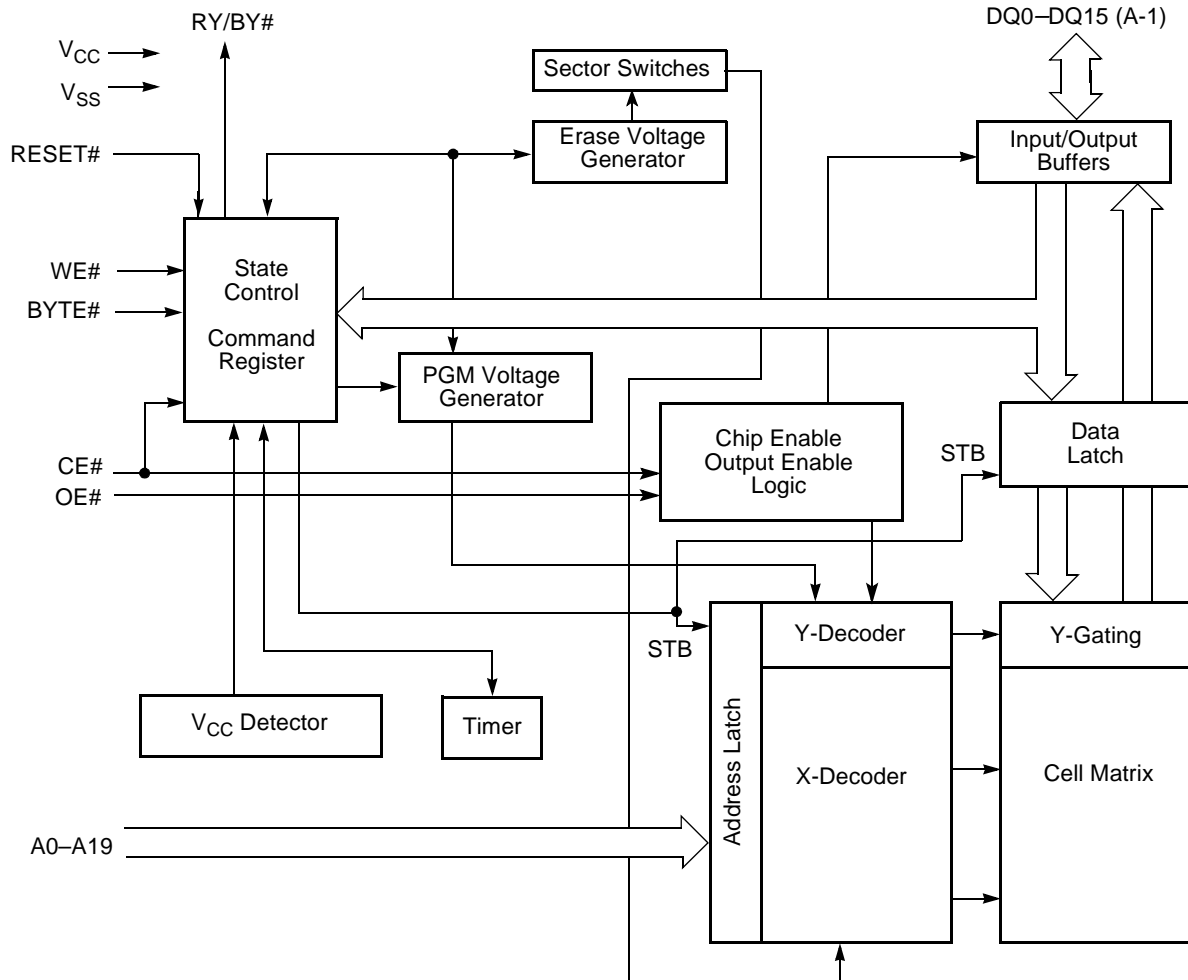 RY/BY#
DQ0–DQ15 (A-1)
VCC
VSS
Sector Switches
Erase Voltage
Generator
Input/Output
Buffers
RESET#
WE#
BYTE#
State
Control
Command
Register
PGM Voltage
Generator
Chip Enable
Output Enable
Logic
STB
Data
Latch
CE#
OE#
STB
Y-Decoder
Y-Gating
VCC Detector
Timer
Address Latch
X-Decoder
Cell Matrix
A0–A19